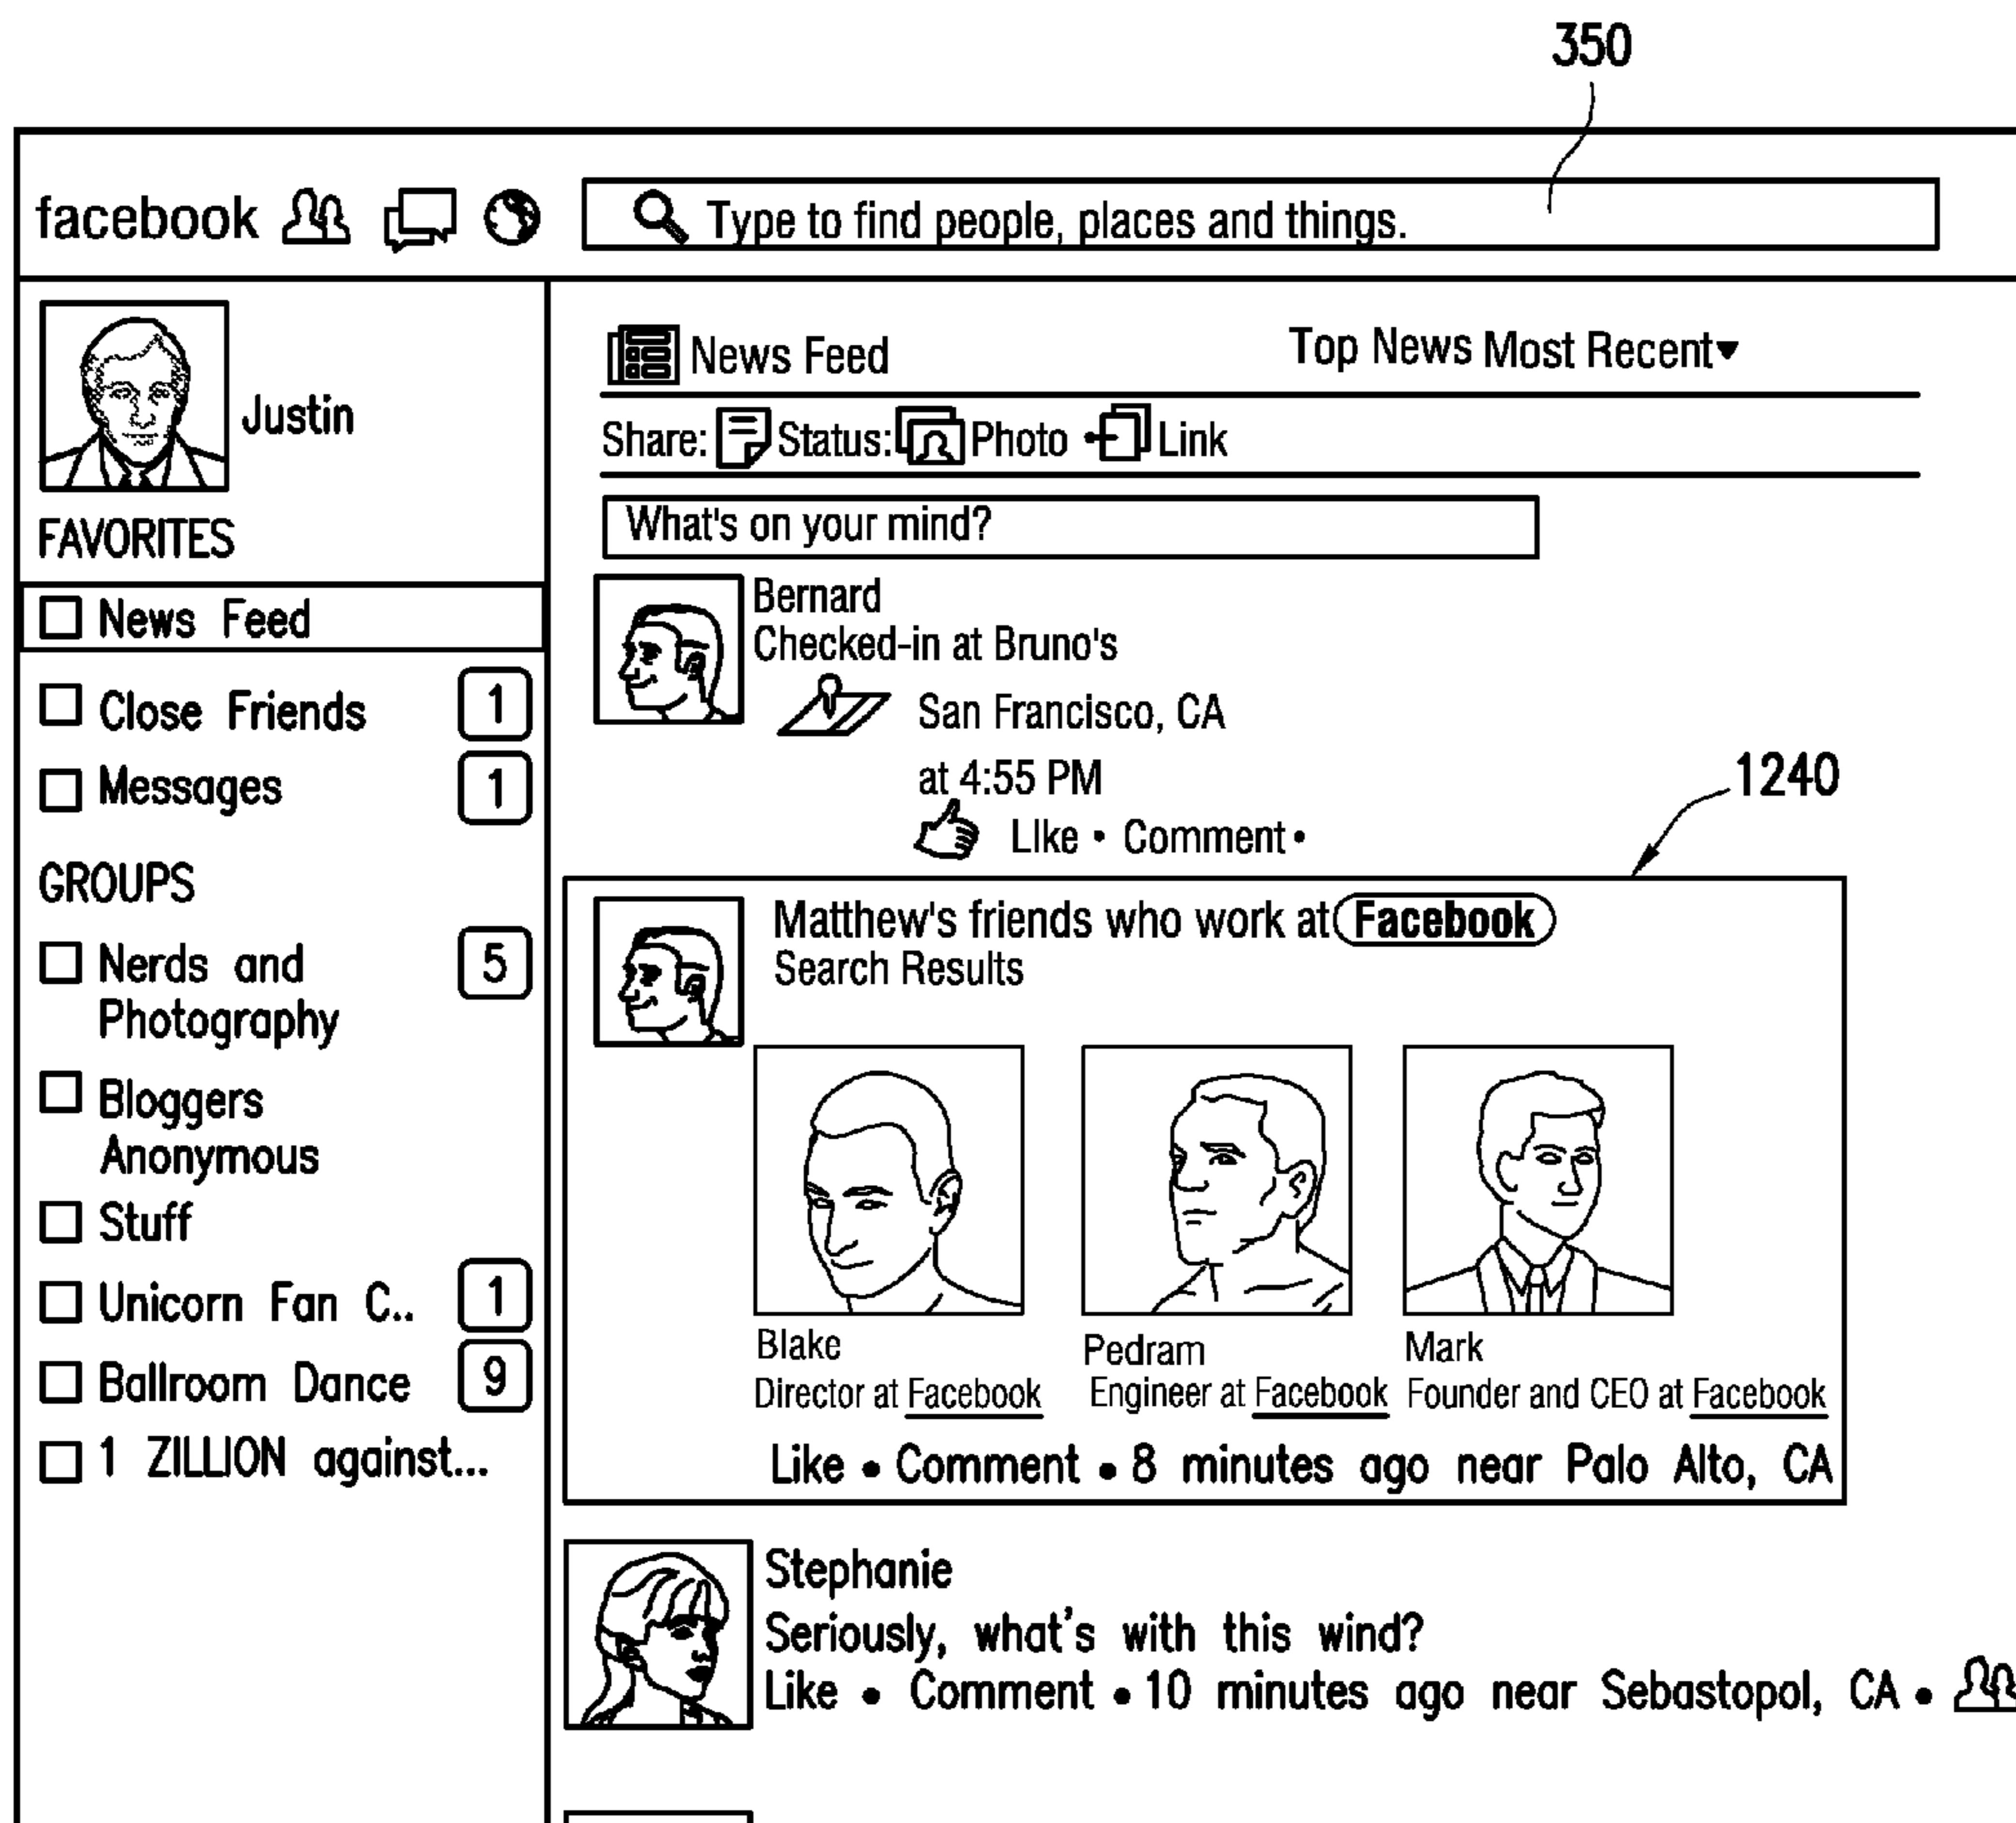 350
facebook
Type to find people, places and things.
Justin
FAVORITES
News Feed
Close Friends 1
Messages 1
GROUPS
Nerds and 5
Photography
Bloggers
Anonymous
Stuff
Unicorn Fan C.. 1
Ballroom Dance 9
1 ZILLION against...
News Feed Top News Most Recent
Share: Status: Photo Link
What's on your mind?
Bernard
Checked-in at Bruno's
San Francisco, CA
at 4:55 PM
LIke • Comment •
1240
Matthew's friends who work at Facebook
Search Results
Blake
Director at Facebook
Pedram
Engineer at Facebook
Mark
Founder and CEO at Facebook
Like • Comment • 8 minutes ago near Palo Alto, CA
Stephanie
Seriously, what's with this wind?
Like • Comment • 10 minutes ago near Sebastopol, CA •